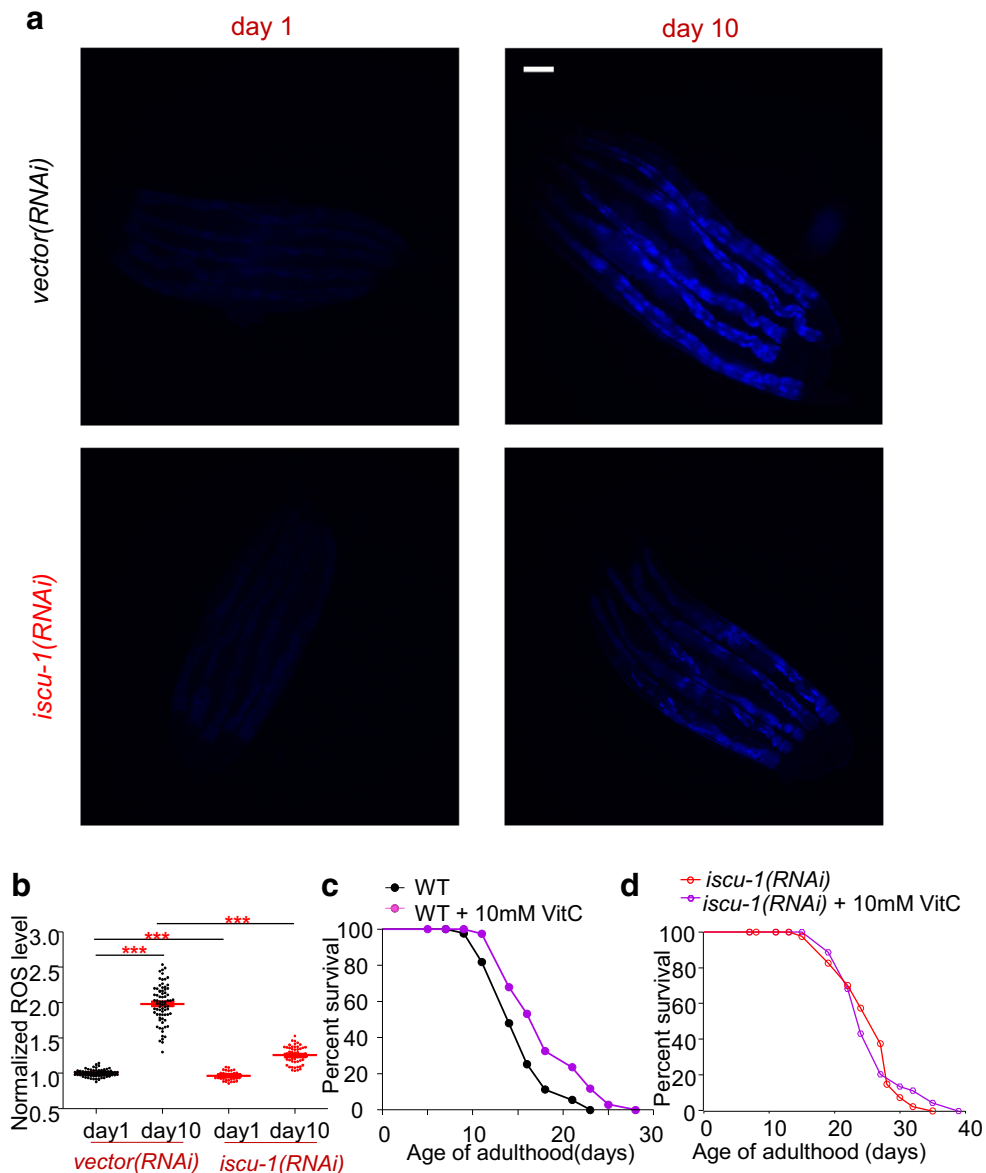 a
day 1
day 10
vector(RNAi)
iscu-1(RNAi)
b
Normalized ROS level
3.0
2.5
2.0
1.5
1.0
0.5
***
***
***
day1
day10
day1
day10
vector(RNAi)
iscu-1(RNAi)
c
WT
WT + 10mM VitC
Percent survival
100
80
60
40
20
0
0
10
20
30
Age of adulthood(days)
d
iscu-1(RNAi)
iscu-1(RNAi) + 10mM VitC
Percent survival
100
80
60
40
20
0
0
10
20
30
40
Age of adulthood (days)